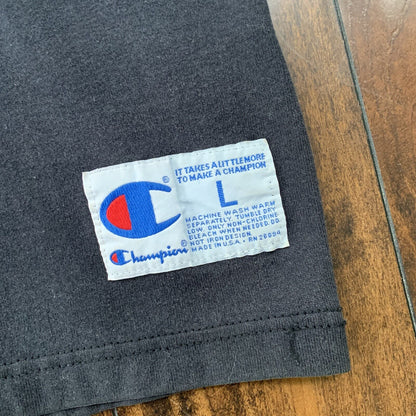 IT TAKES A LITTLE MORE
TO MAKE A CHAMPION®
L
MACHINE WASH WARM
SEPARATELY. TUMBLE DRY
LOW. ONLY NON-CHLORINE
BLEACH WHEN NEEDED. DO
NOT IRON DESIGN.
MADE IN U.S.A. RN 26094
Champion®